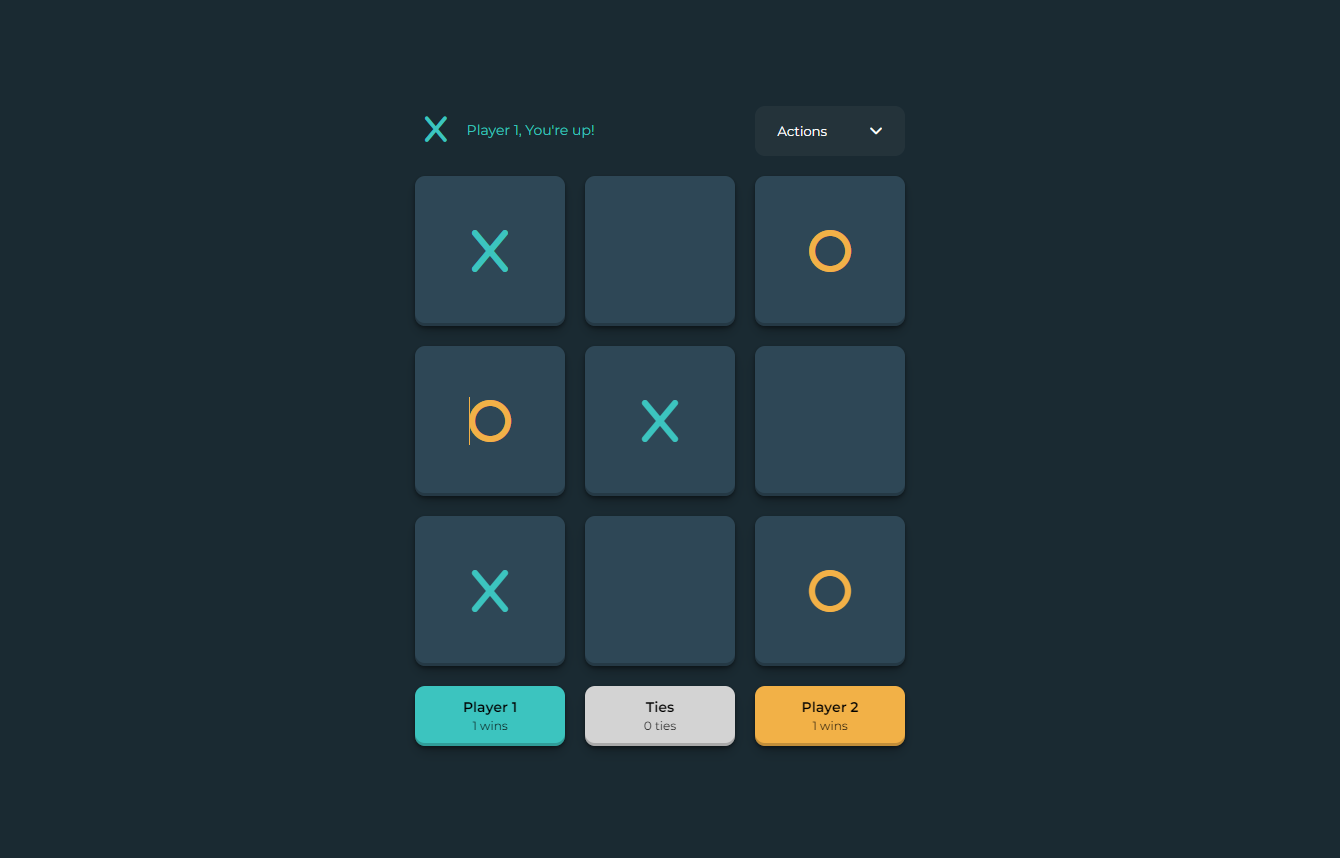 Player 1, You're up!
Actions
X
O
O
X
X
O
Player 1
1 wins
Ties
0 ties
Player 2
1 wins